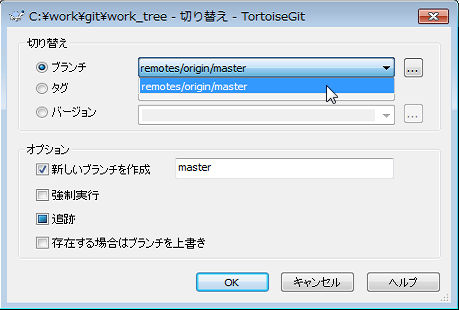 C:¥work¥git¥work_tree - 切り替え - TortoiseGit
切り替え
ブランチ
remotes/origin/master
...
タグ
remotes/origin/master
バージョン
...
オプション
新しいブランチを作成
master
強制実行
追跡
存在する場合はブランチを上書き
OK
キャンセル
ヘルプ